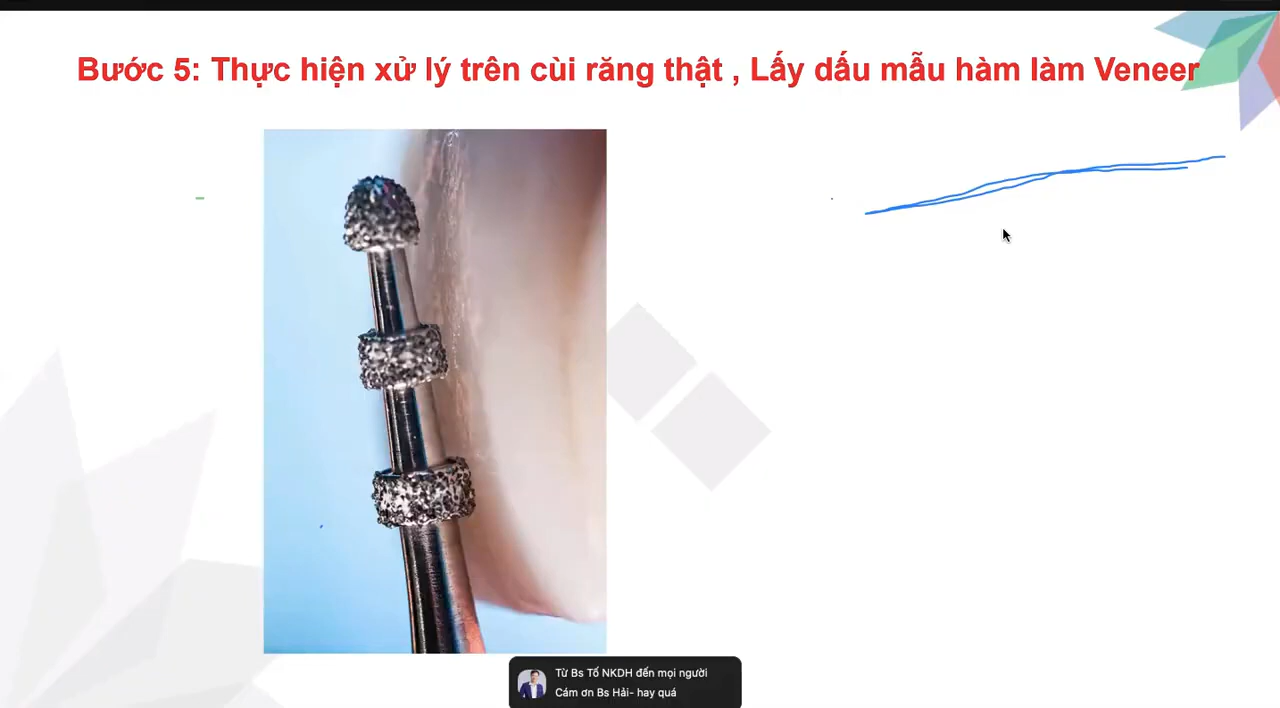 Bước 5: Thực hiện xử lý trên cùi răng thật , Lấy dấu mẫu hàm làm Veneer
Từ Bs Tố NKDH đến mọi người
Cám ơn Bs Hải- hay quá